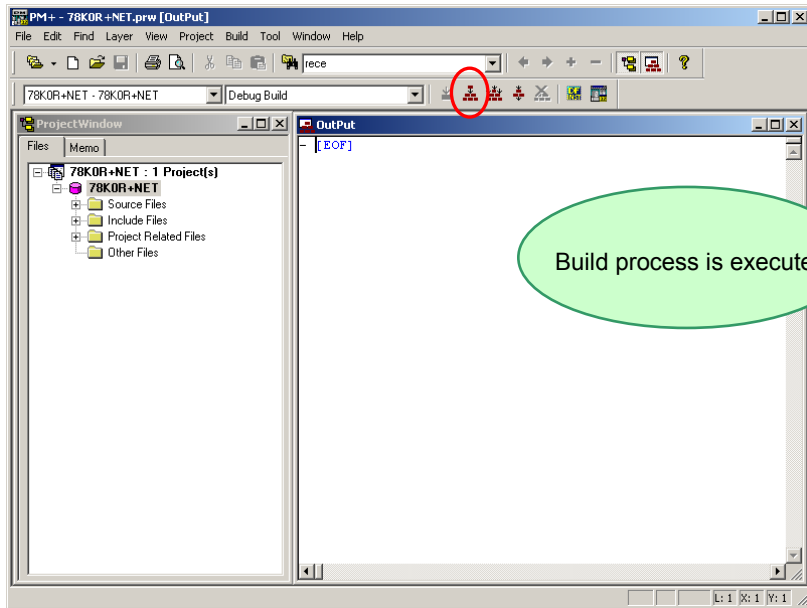 PM+ - 78K0R+NET.prw [OutPut]
File Edit Find Layer View Project Build Tool Window Help
rece
78K0R+NET - 78K0R+NET Debug Build
ProjectWindow
Files Memo
78K0R+NET : 1 Project(s)
78K0R+NET
Source Files
Include Files
Project Related Files
Other Files
OutPut
[EOF]
Build process is execute
L: 1 X: 1 Y: 1